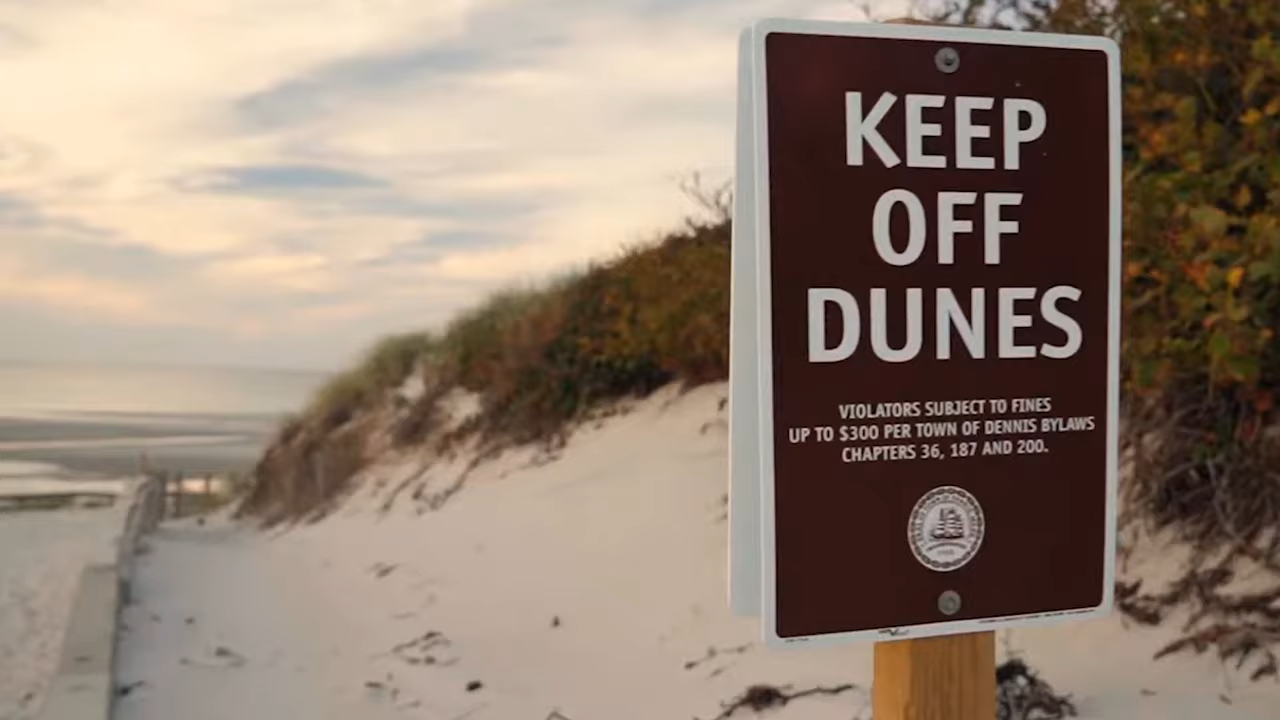 KEEP
OFF
DUNES
VIOLATORS SUBJECT TO FINES
UP TO $300 PER TOWN OF DENNIS BYLAWS
CHAPTERS 36, 187 AND 200.